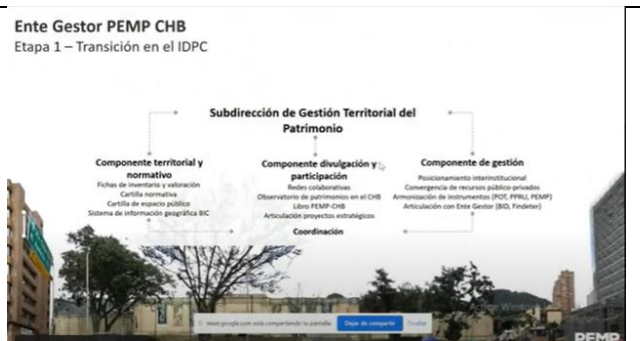 Ente Gestor PEMP CHB
Etapa 1 – Transición en el IDPC
Subdirección de Gestión Territorial del
Patrimonio
Componente territorial y
normativo
Fichas de inventario y valoración
Cartilla normativa
Cartilla de espacio público
Sistema de información geográfica BIC
Componente divulgación y
participación
Redes colaborativas
Observatorio de patrimonios en el CHB
Libro PEMP-CHB
Articulación proyectos estratégicos
Componente de gestión
Posicionamiento interinstitucional
Convergencia de recursos público-privados
Armonización de instrumentos (POT, PPRU, PEMP)
Articulación con Ente Gestor (BID, Findeter)
Coordinación
meet.google.com está compartiendo tu pantalla.
Dejar de compartir
Ocultar
PEMP